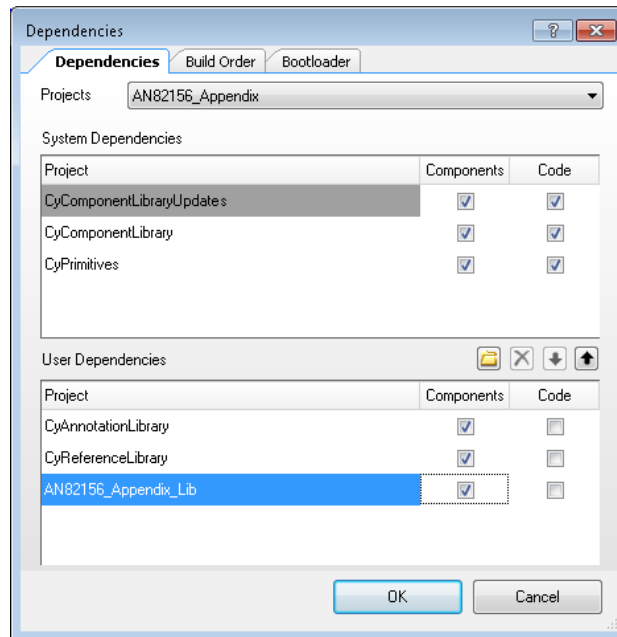 Dependencies
Dependencies Build Order Bootloader
Projects AN82156_Appendix
System Dependencies
Project Components Code
CyComponentLibraryUpdates
CyComponentLibrary
CyPrimitives
User Dependencies
Project Components Code
CyAnnotationLibrary
CyReferenceLibrary
AN82156_Appendix_Lib
OK Cancel